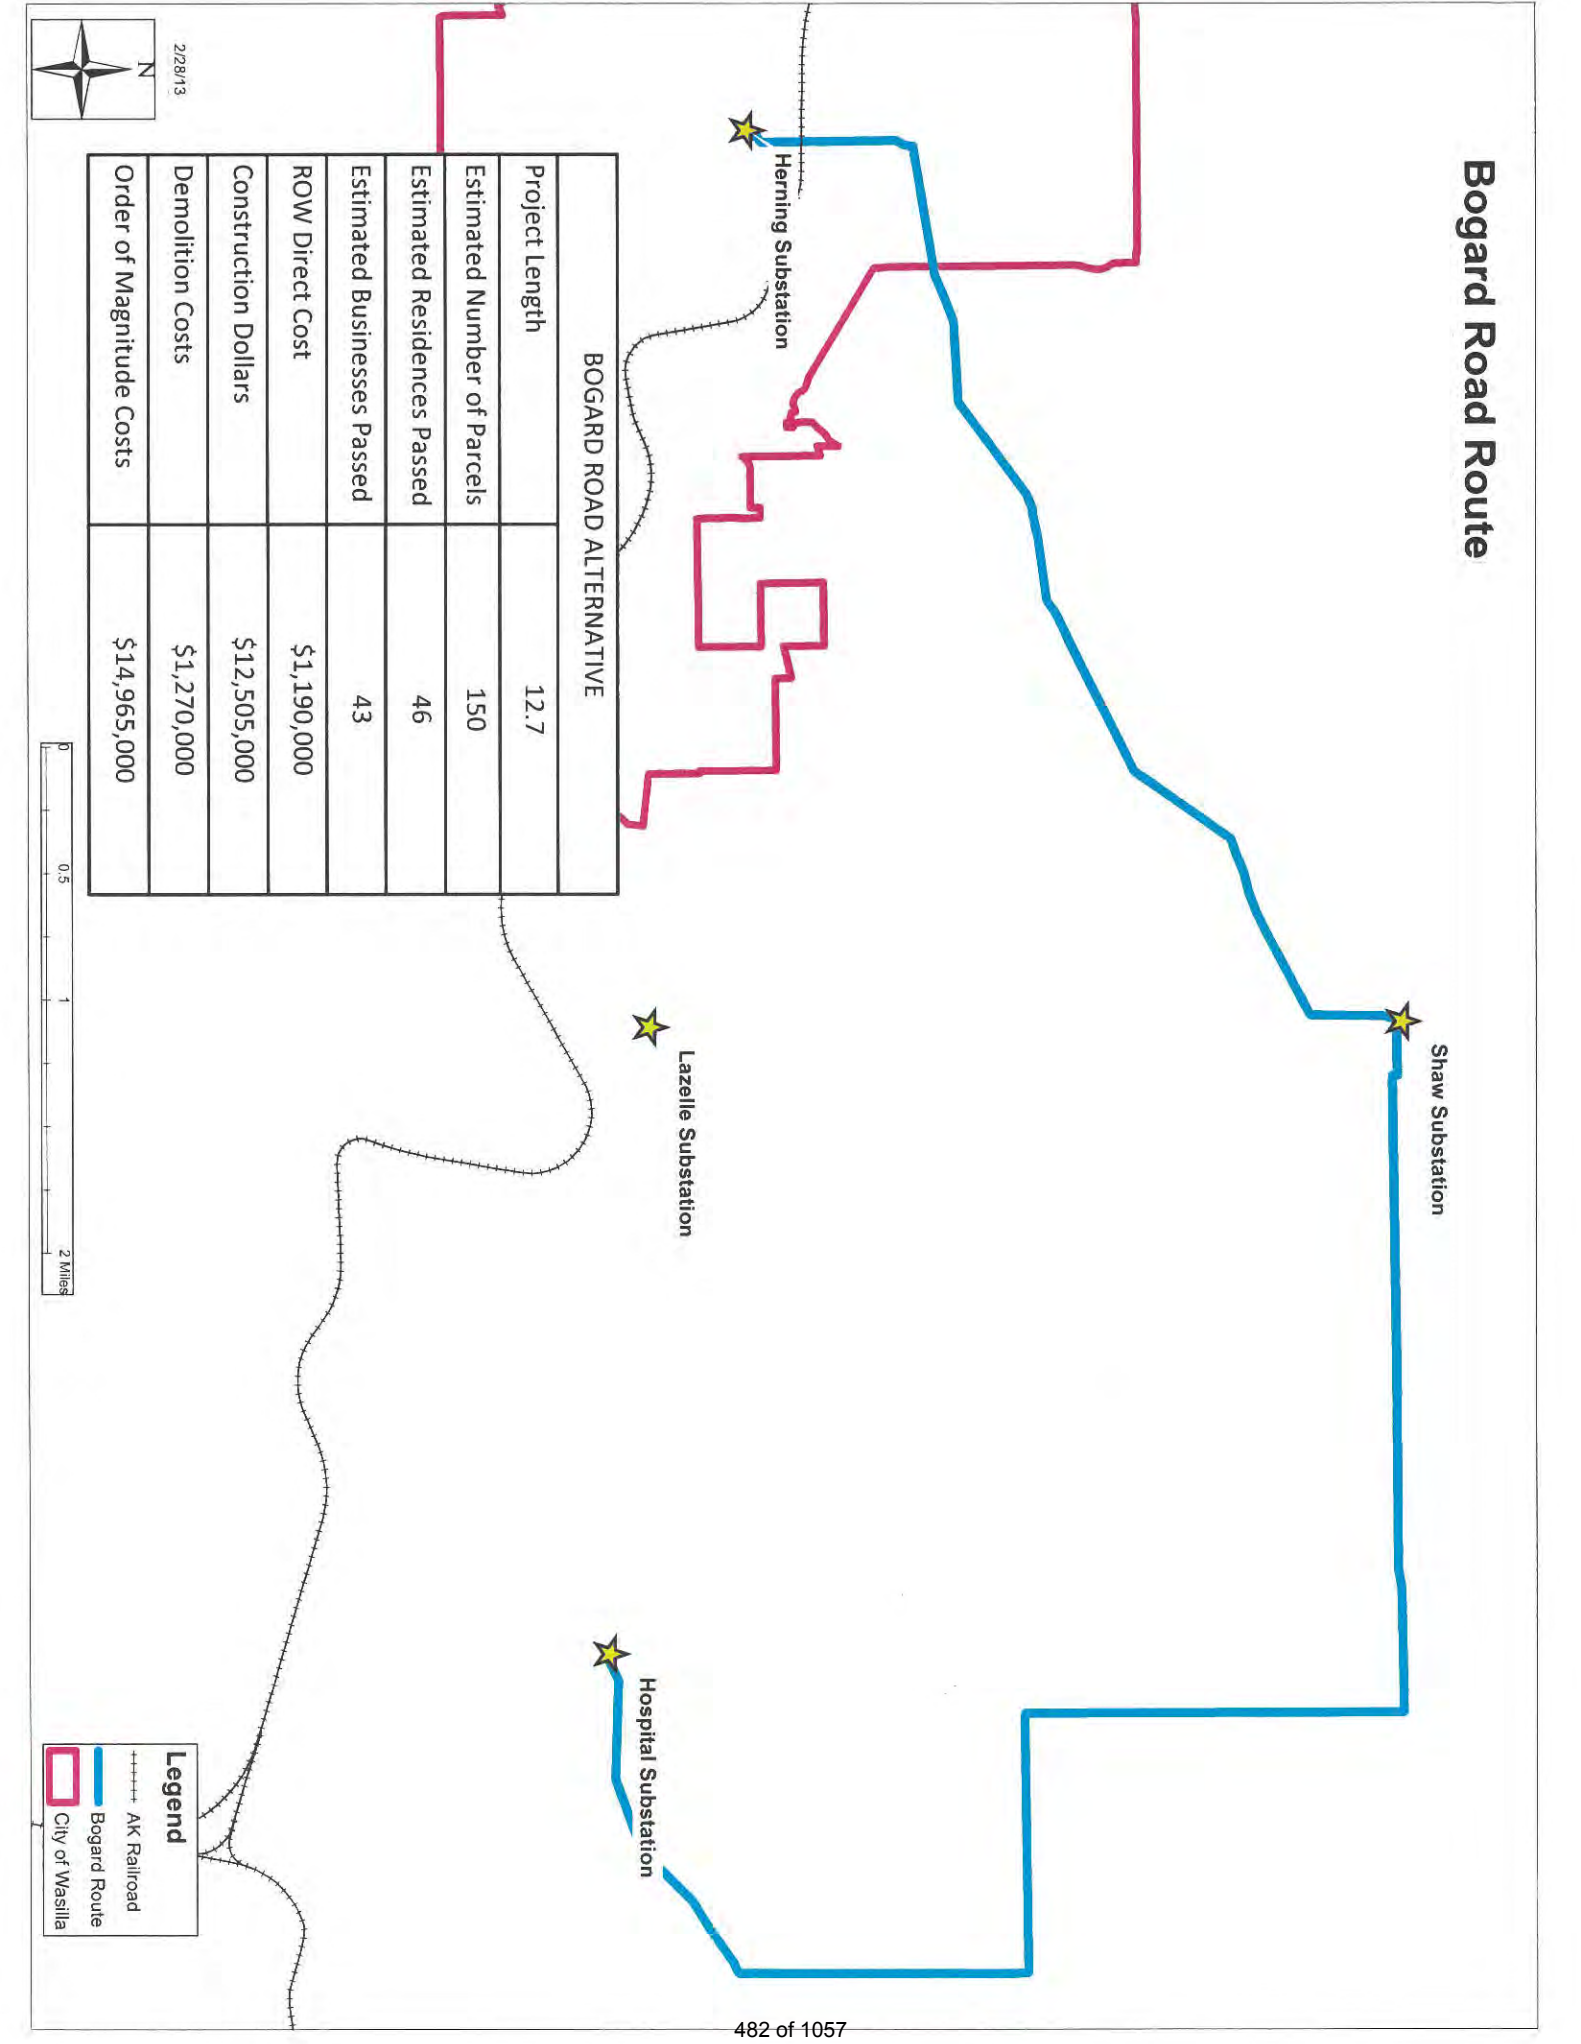 Bogard Road Route
Shaw Substation
Herning Substation
Lazelle Substation
Hospital Substation
BOGARD ROAD ALTERNATIVE
Project Length 12.7
Estimated Number of Parcels 150
Estimated Residences Passed 46
Estimated Businesses Passed 43
ROW Direct Cost $1,190,000
Construction Dollars $12,505,000
Demolition Costs $1,270,000
Order of Magnitude Costs $14,965,000
2/28/13
N
0 0.5 1 2 Miles
Legend
AK Railroad
Bogard Route
City of Wasilla
482 of 1057